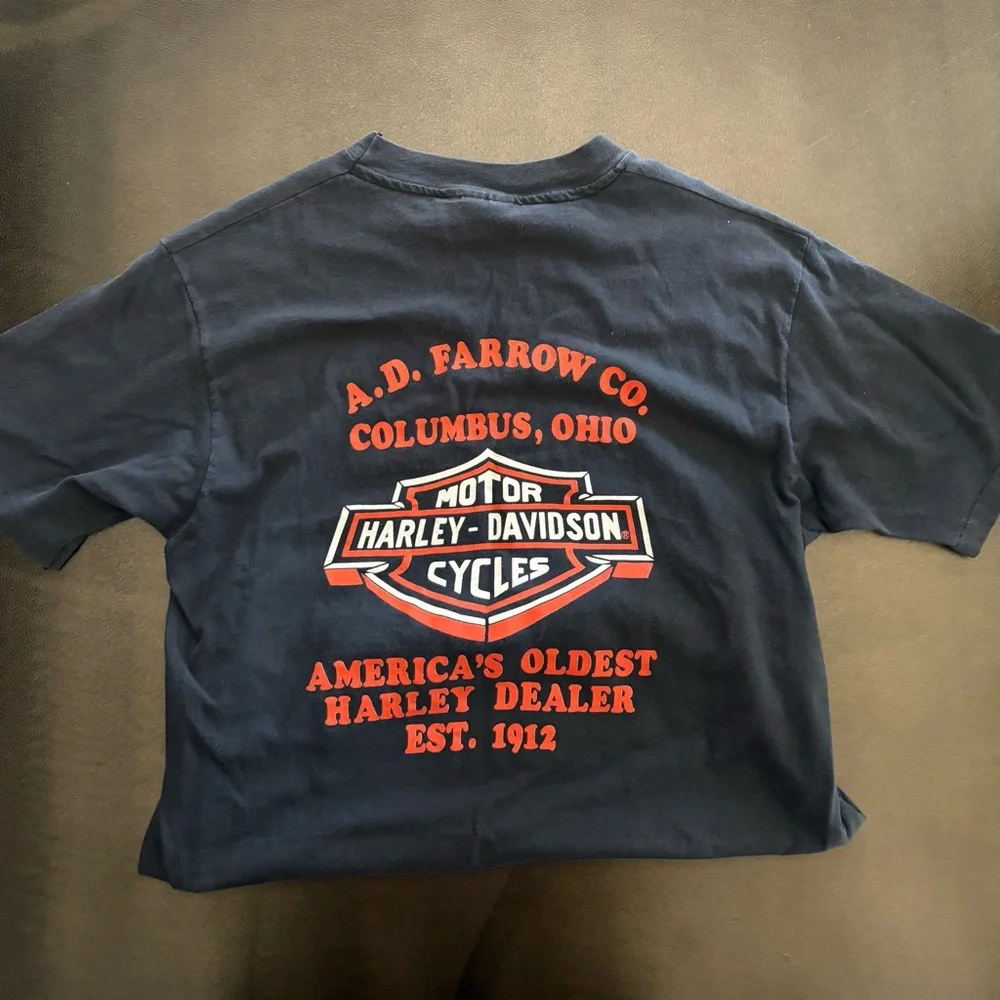 A.D. FARROW CO.
COLUMBUS, OHIO
MOTOR
HARLEY-DAVIDSON®
CYCLES
AMERICA'S OLDEST
HARLEY DEALER
EST. 1912